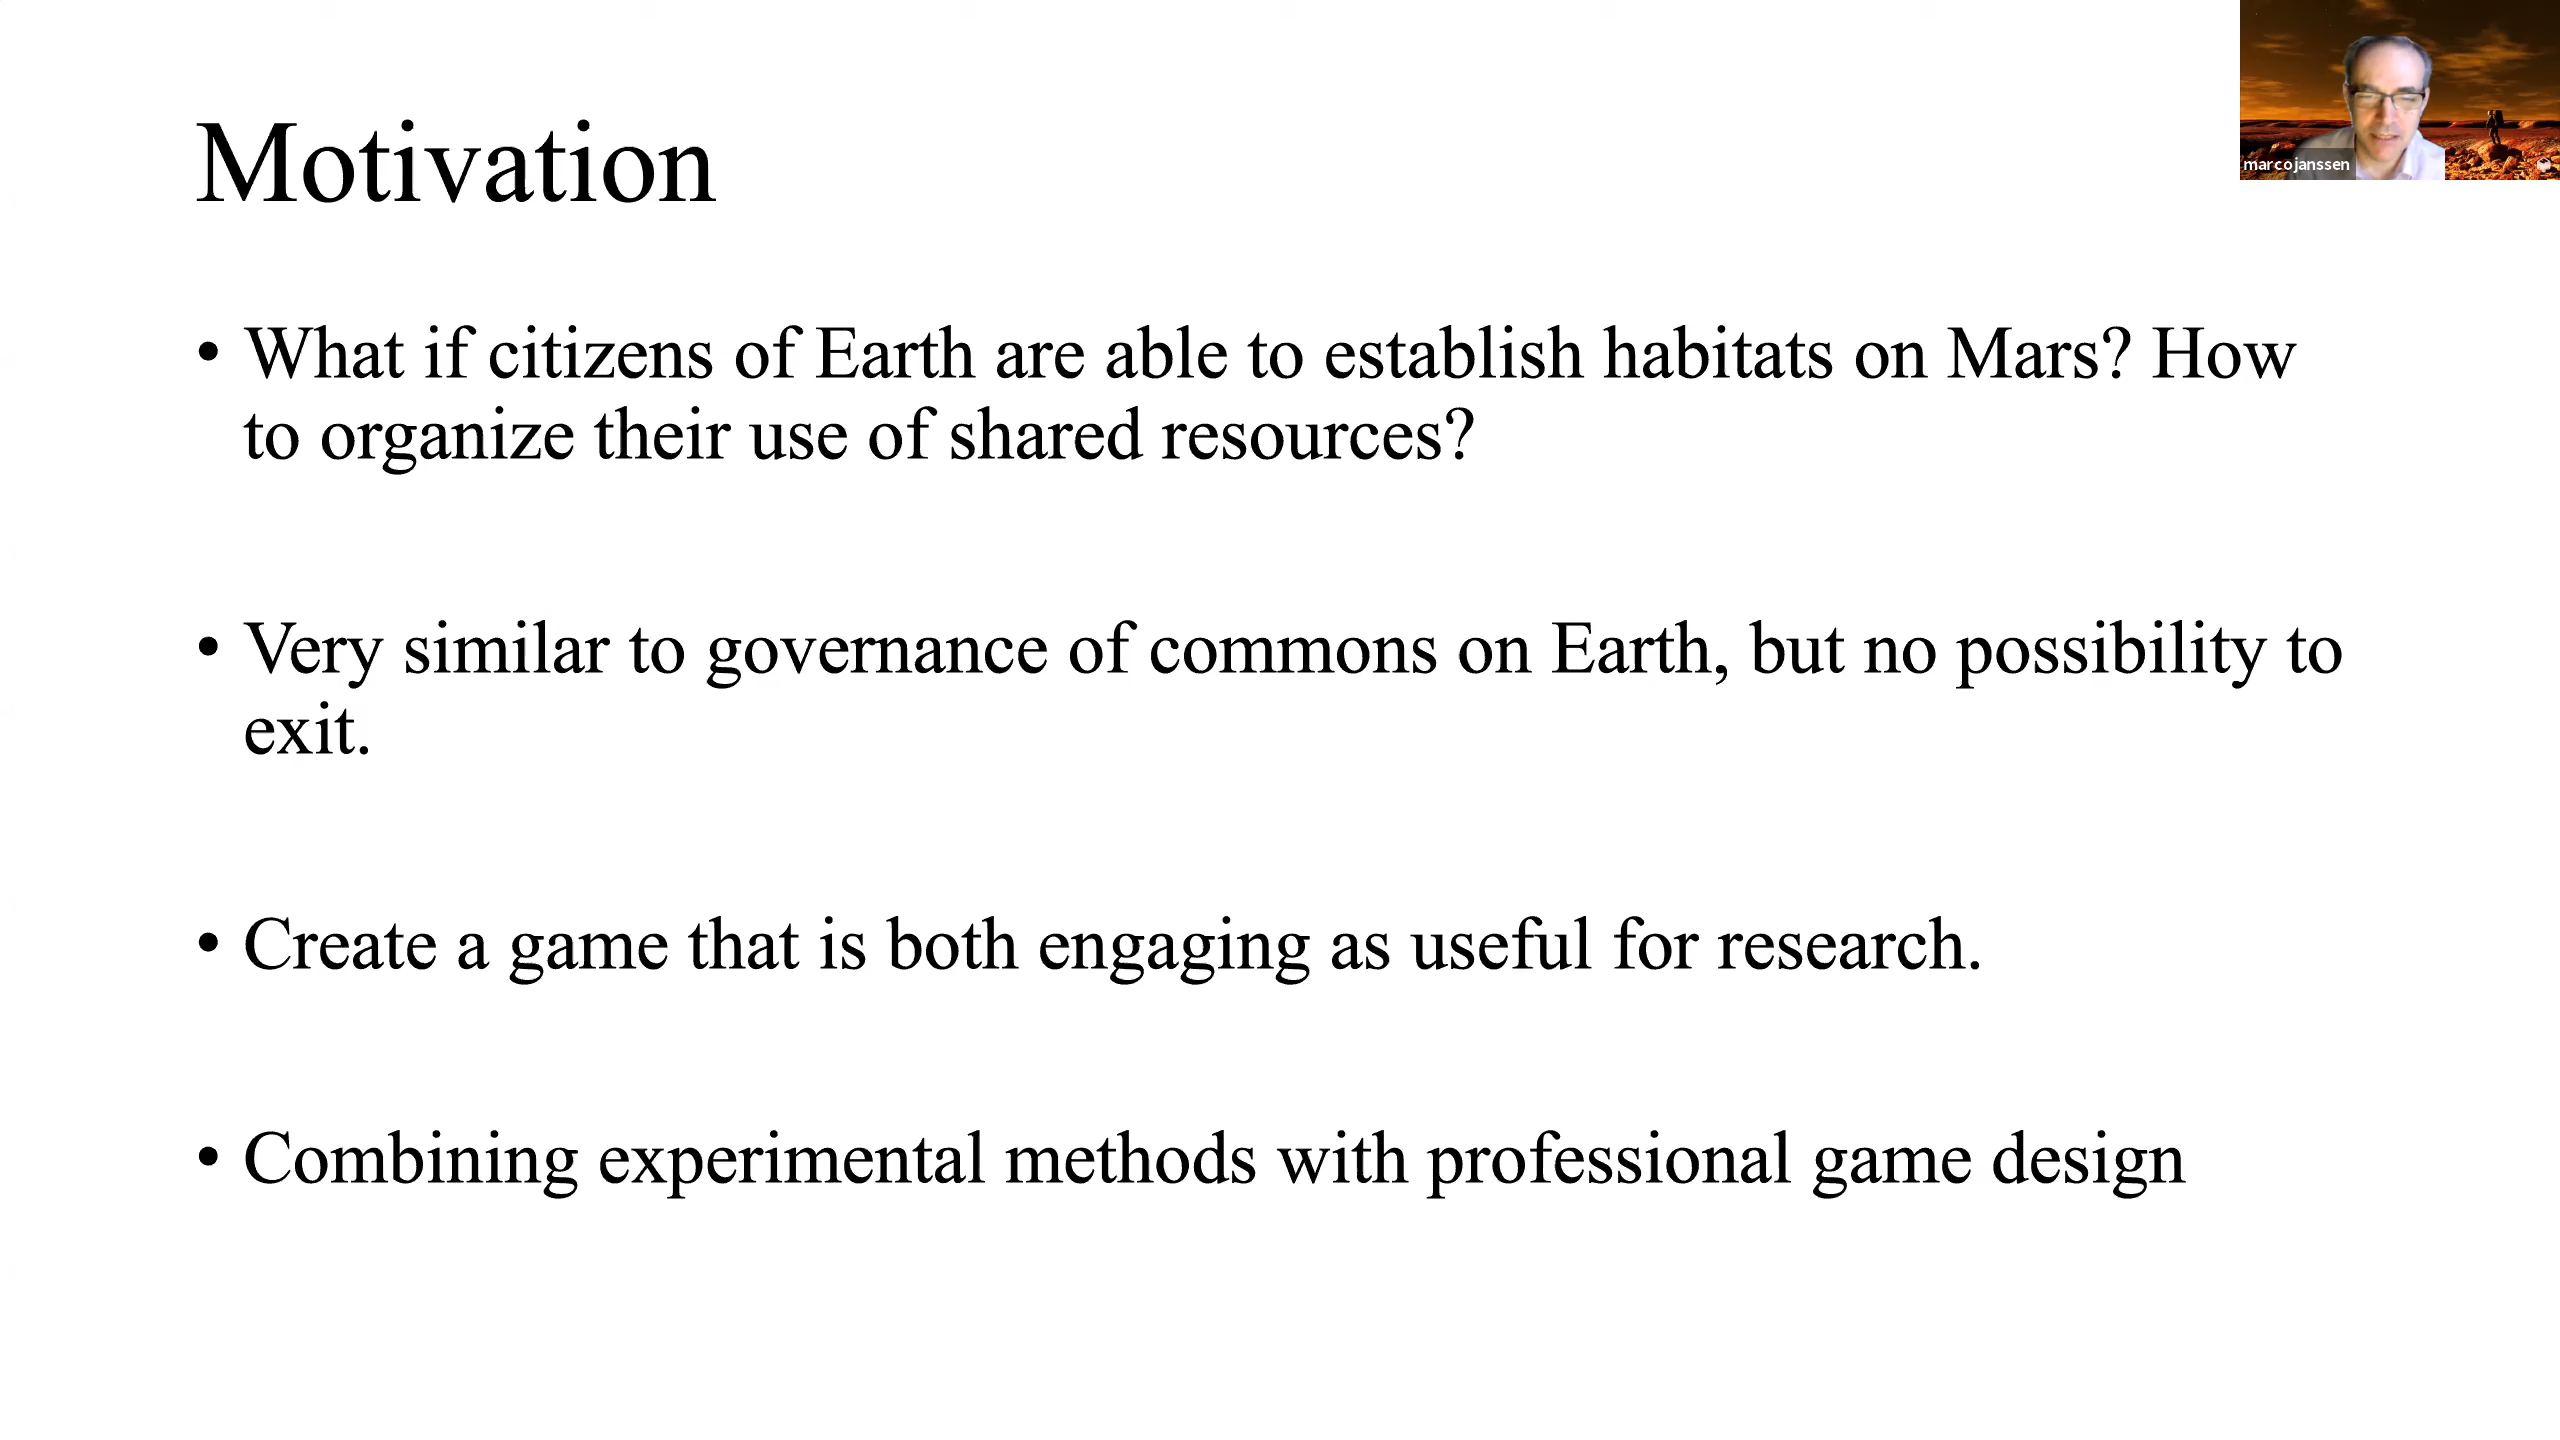 Motivation
marcojanssen
• What if citizens of Earth are able to establish habitats on Mars? How
to organize their use of shared resources?
• Very similar to governance of commons on Earth, but no possibility to
exit.
• Create a game that is both engaging as useful for research.
• Combining experimental methods with professional game design